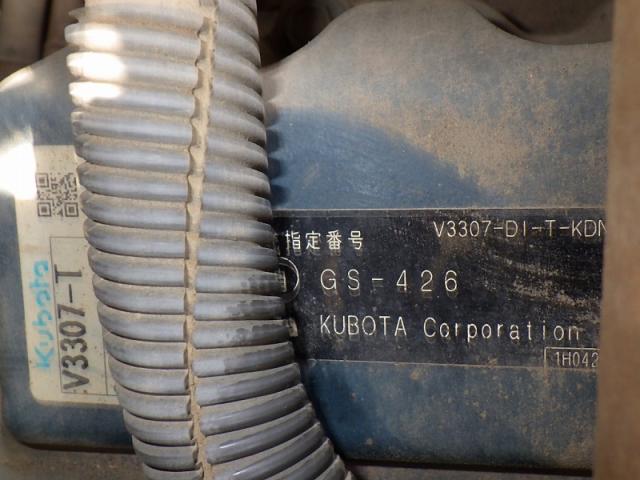 Kubota
V3307-T
指定番号
V3307-DI-T-KDN
GS-426
KUBOTA Corporation
1H042